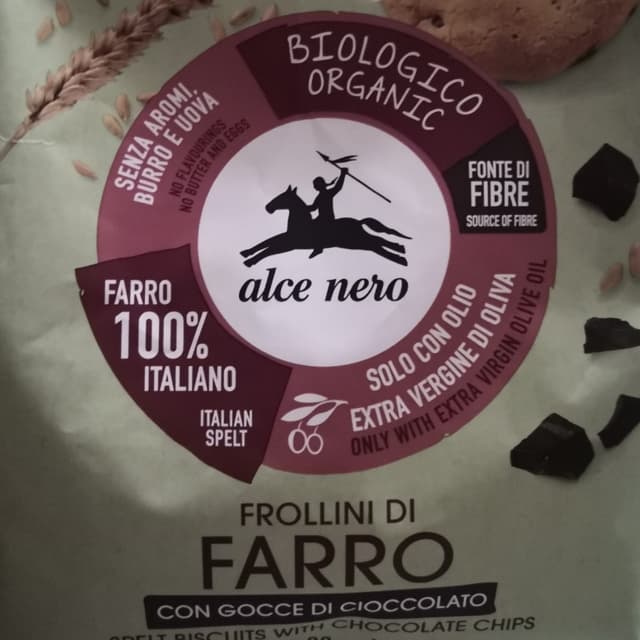 BIOLOGICO
ORGANIC
SENZA AROMI,
BURRO E UOVA
NO FLAVOURINGS
NO BUTTER AND EGGS
FONTE DI
FIBRE
SOURCE OF FIBRE
alce nero
FARRO
100%
ITALIANO
ITALIAN
SPELT
SOLO CON OLIO
EXTRA VERGINE DI OLIVA
ONLY WITH EXTRA VIRGIN OLIVE OIL
FROLLINI DI
FARRO
CON GOCCE DI CIOCCOLATO
SPELT BISCUITS WITH CHOCOLATE CHIPS